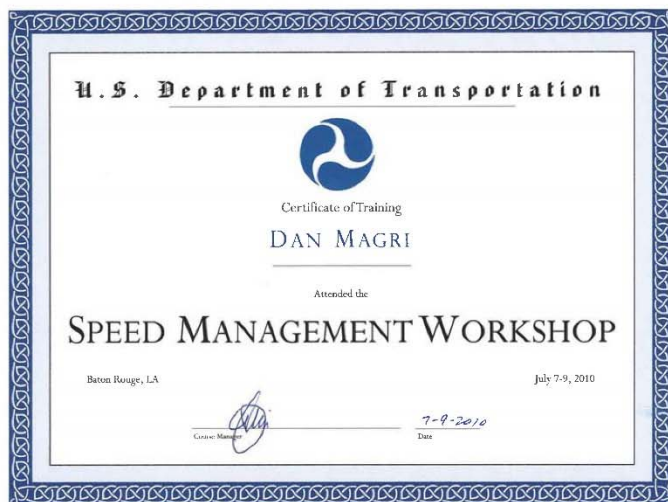 U.S. Department of Transportation
Certificate of Training
DAN MAGRI
Attended the
SPEED MANAGEMENT WORKSHOP
Baton Rouge, LA
July 7-9, 2010
7-9-2010
Course Manager
Date